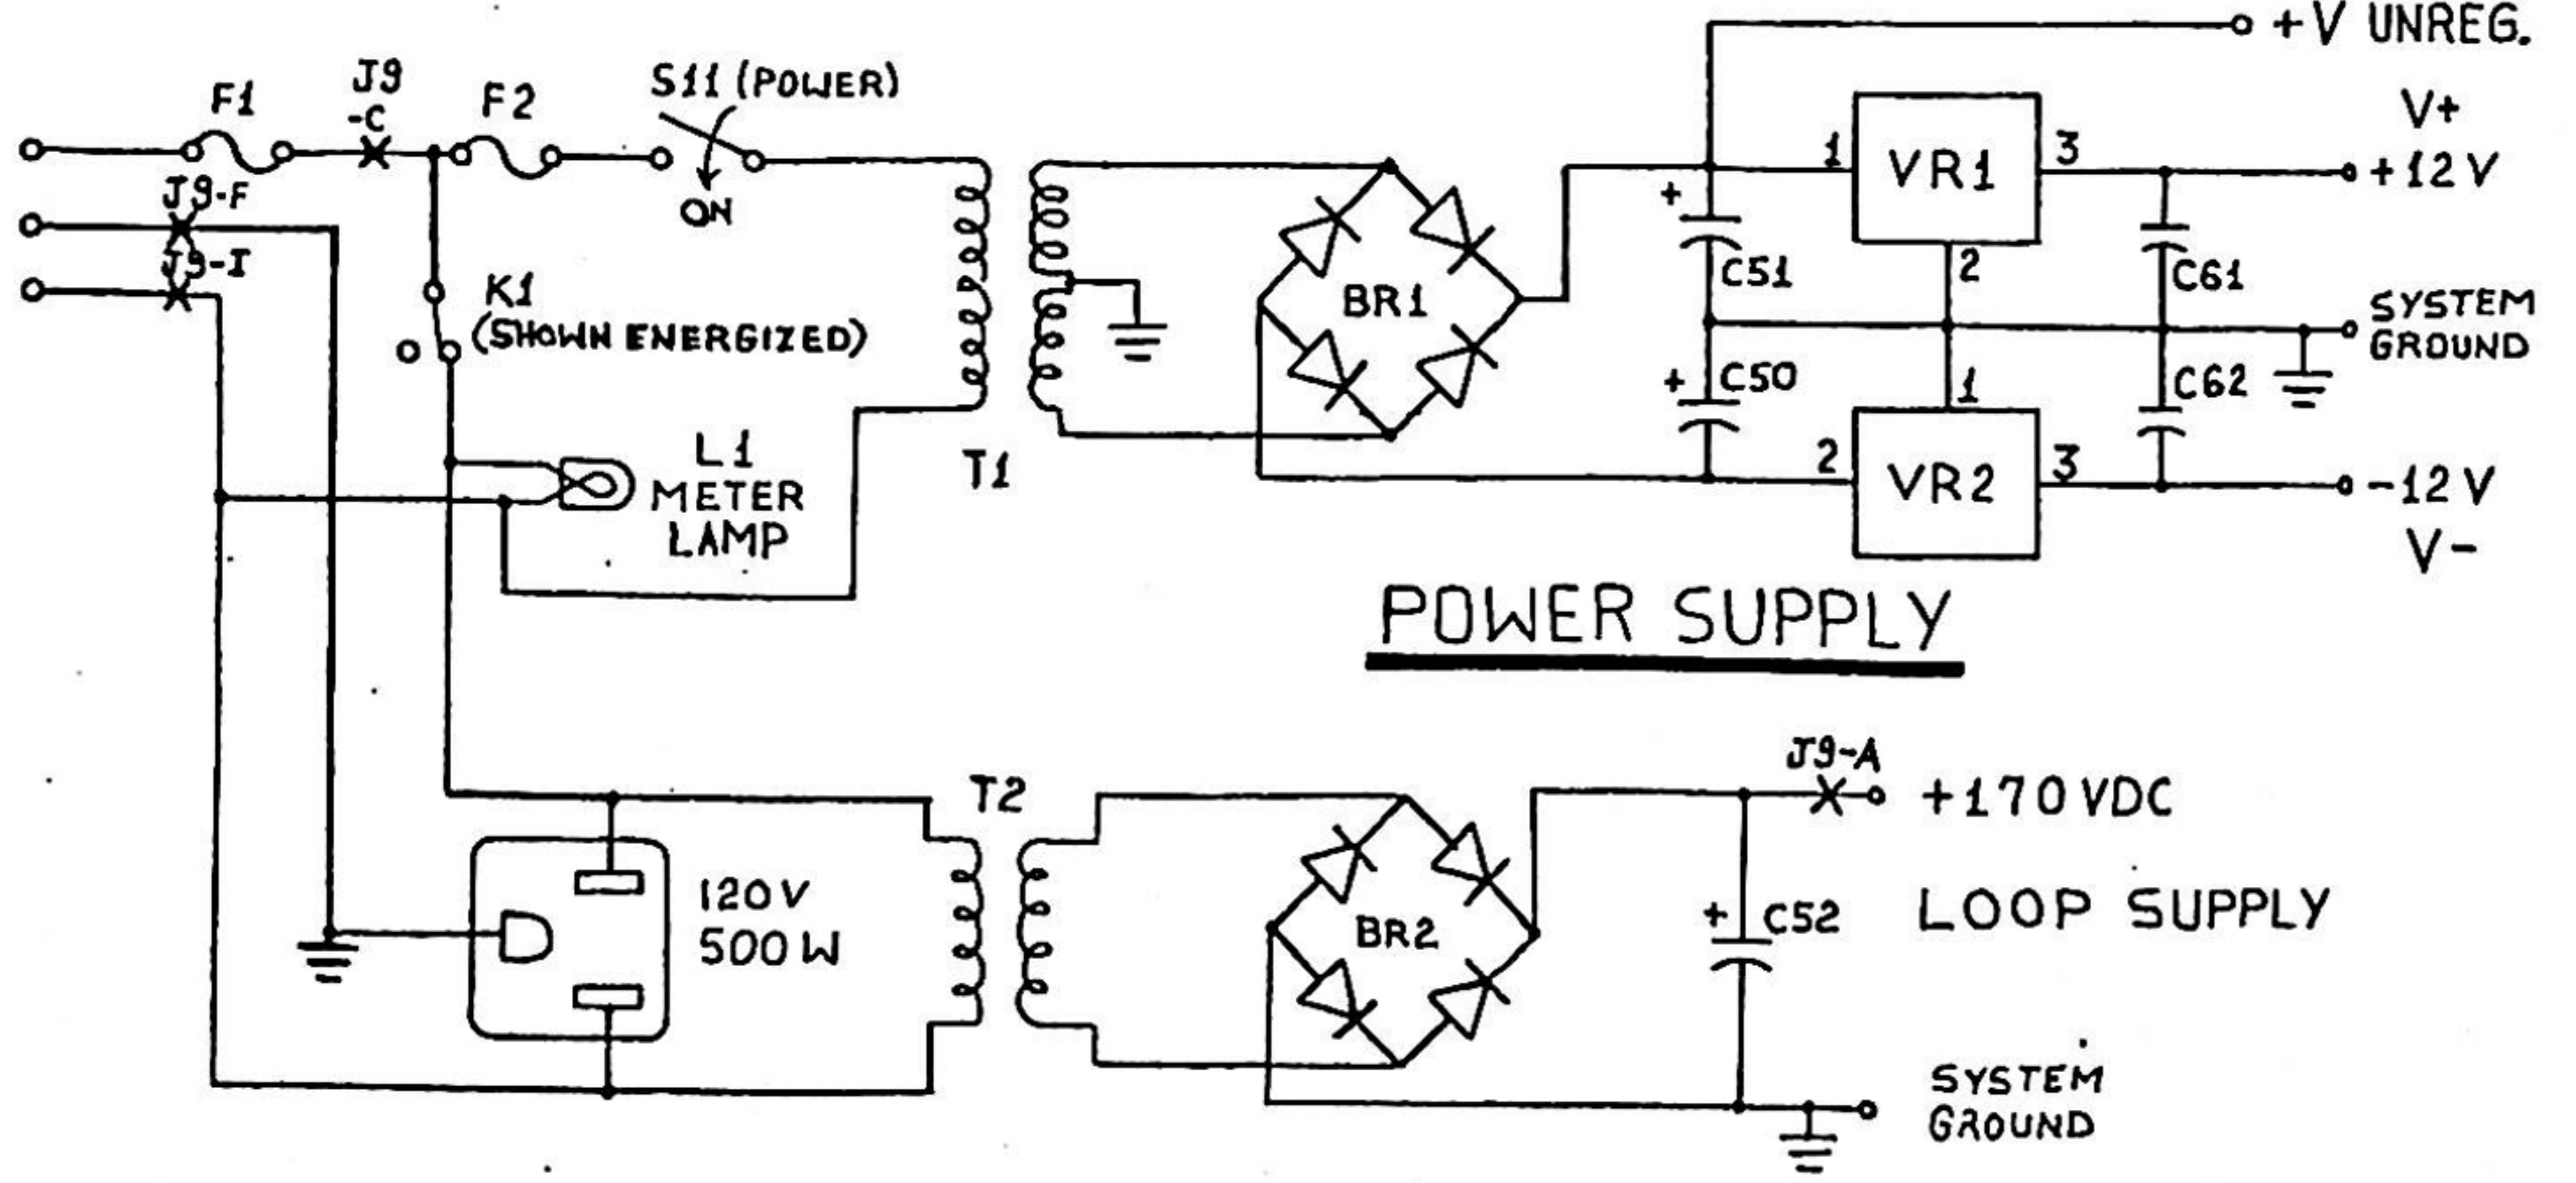 +V UNREG.
F1
J9
-C
F2
S11 (POWER)
ON
J9-F
J9-I
K1
(SHOWN ENERGIZED)
L1
METER
LAMP
T1
BR1
+
C51
+
C50
1
VR1
3
2
1
2
VR2
3
C61
C62
V+
+12V
SYSTEM
GROUND
-12V
V-
POWER SUPPLY
120V
500W
T2
BR2
+
C52
J9-A
+170VDC
LOOP SUPPLY
SYSTEM
GROUND